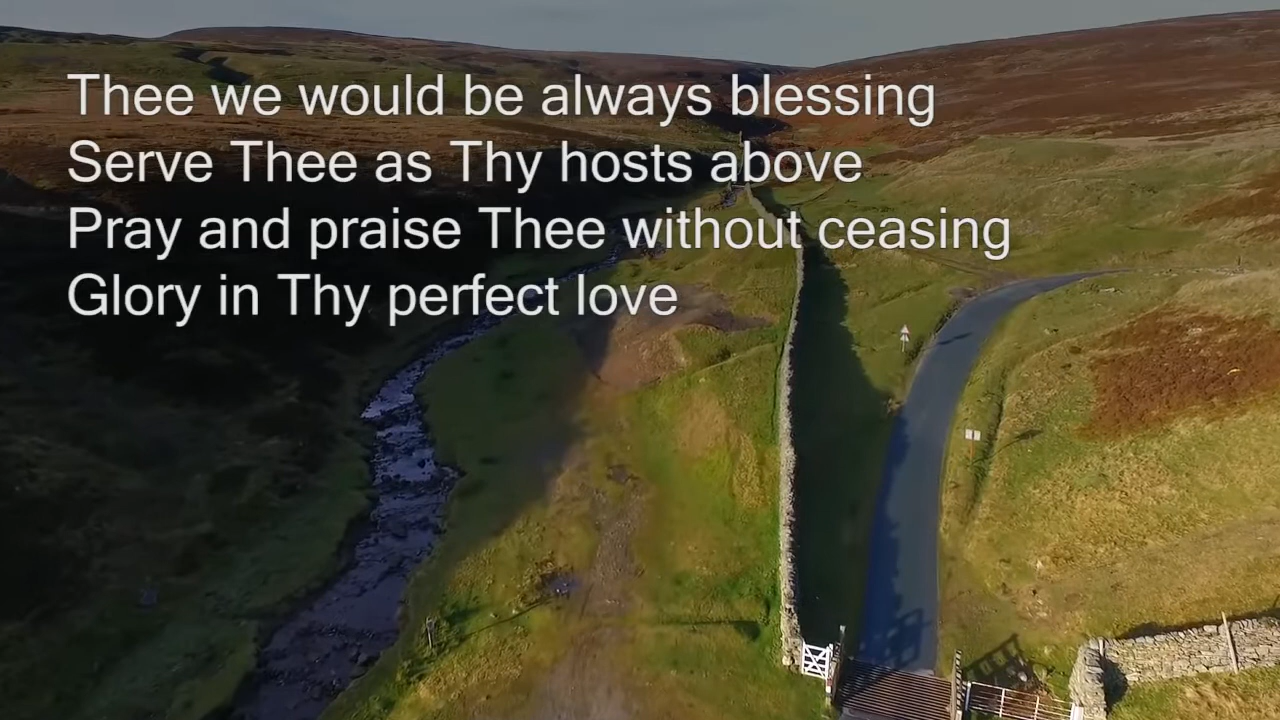 Thee we would be always blessing
Serve Thee as Thy hosts above
Pray and praise Thee without ceasing
Glory in Thy perfect love